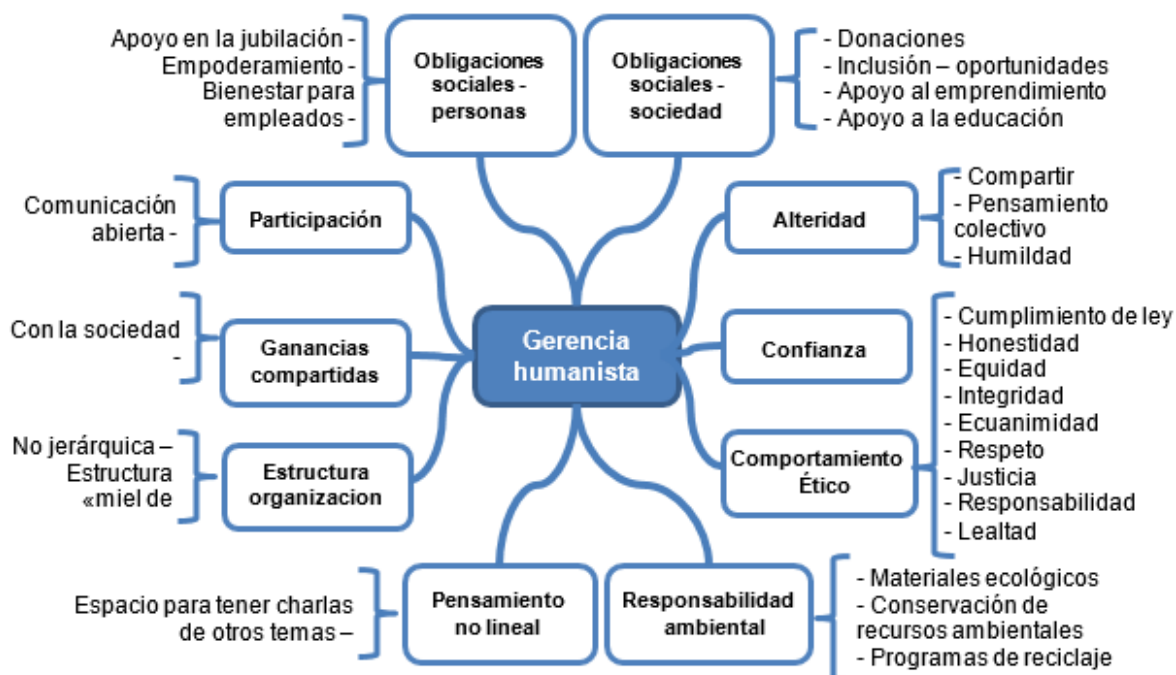 Apoyo en la jubilación -
Empoderamiento -
Bienestar para
empleados -
Obligaciones
sociales -
personas
Obligaciones
sociales -
sociedad
- Donaciones
- Inclusión – oportunidades
- Apoyo al emprendimiento
- Apoyo a la educación
Comunicación
abierta -
Participación
Alteridad
- Compartir
- Pensamiento
colectivo
- Humildad
Con la sociedad
-
Ganancias
compartidas
Gerencia
humanista
Confianza
- Cumplimiento de ley
- Honestidad
- Equidad
- Integridad
- Ecuanimidad
- Respeto
- Justicia
- Responsabilidad
- Lealtad
No jerárquica –
Estructura
«miel de
Estructura
organizacion
Comportamiento
Ético
Espacio para tener charlas
de otros temas –
Pensamiento
no lineal
Responsabilidad
ambiental
- Materiales ecológicos
- Conservación de
recursos ambientales
- Programas de reciclaje